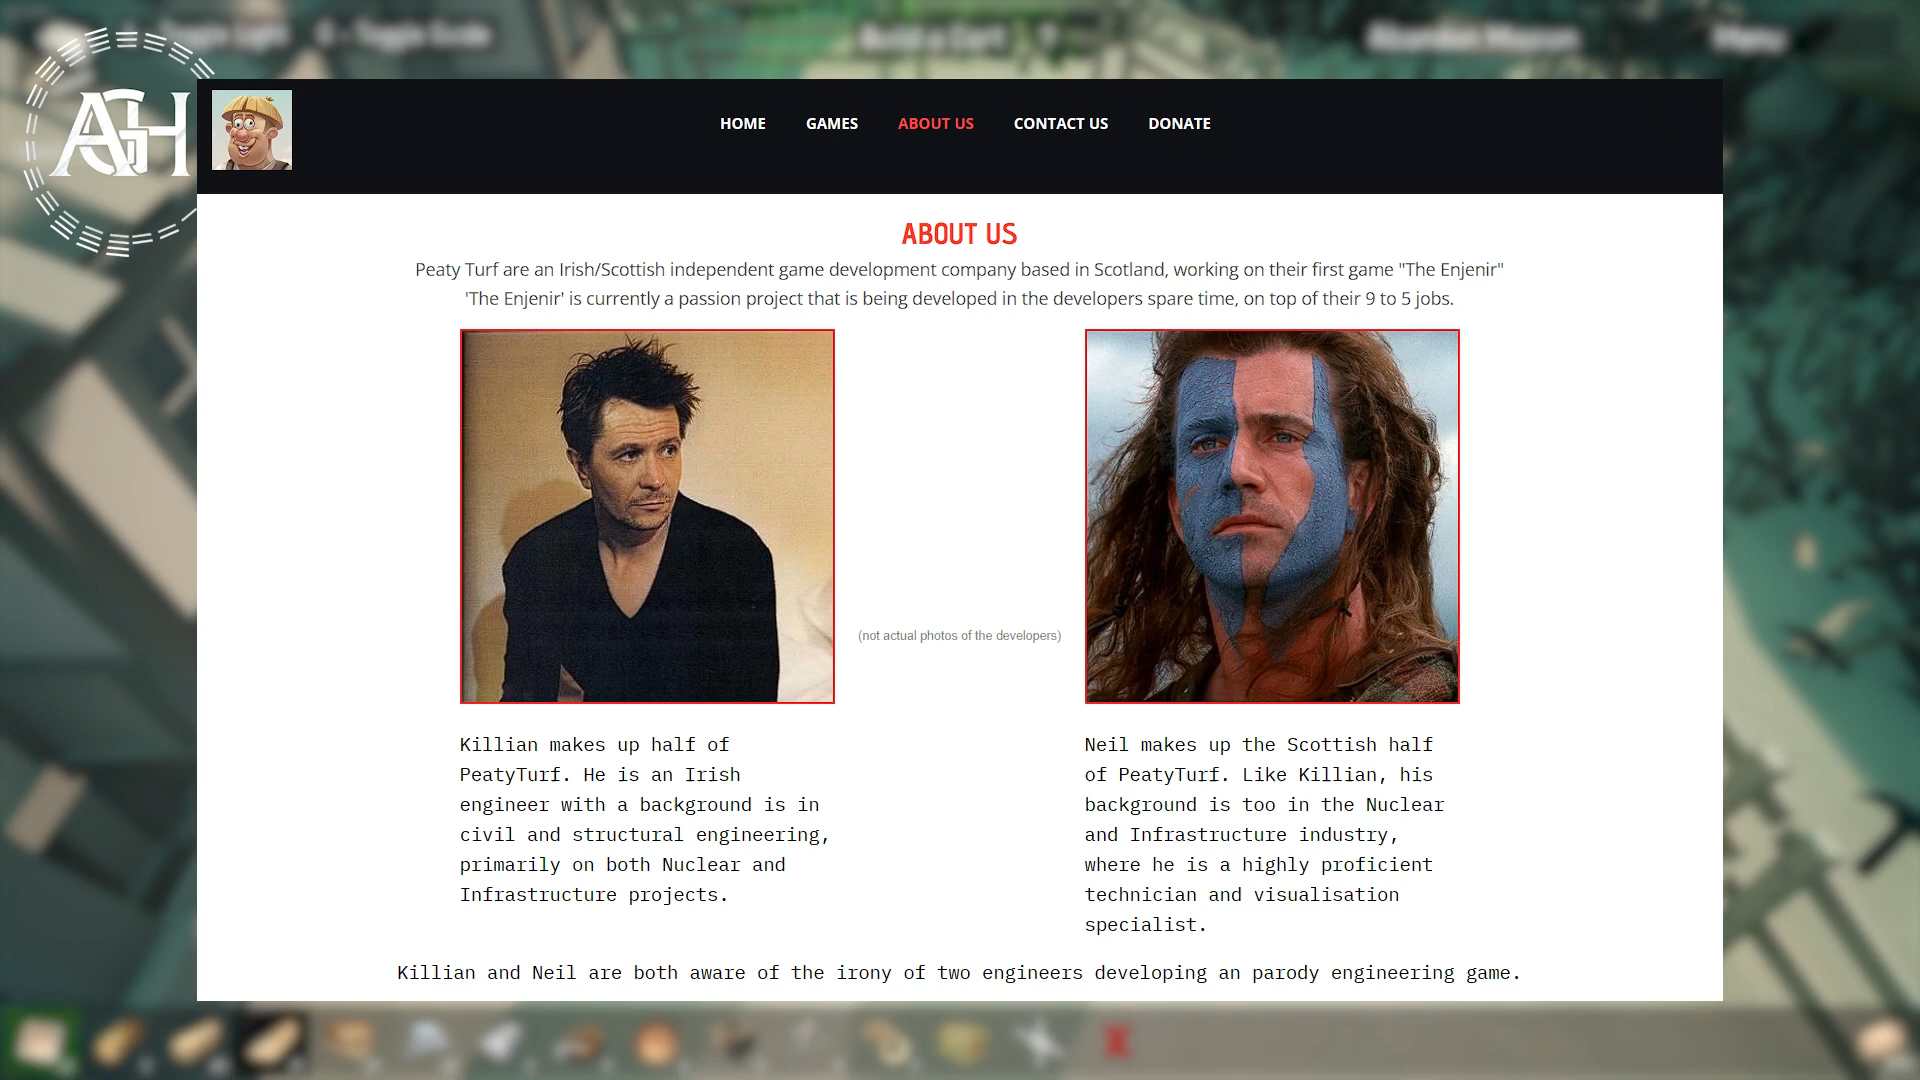 AGH
HOME GAMES ABOUT US CONTACT US DONATE
ABOUT US
Peaty Turf are an Irish/Scottish independent game development company based in Scotland, working on their first game "The Enjenir"
'The Enjenir' is currently a passion project that is being developed in the developers spare time, on top of their 9 to 5 jobs.
(not actual photos of the developers)
Killian makes up half of
PeatyTurf. He is an Irish
engineer with a background is in
civil and structural engineering,
primarily on both Nuclear and
Infrastructure projects.
Neil makes up the Scottish half
of PeatyTurf. Like Killian, his
background is too in the Nuclear
and Infrastructure industry,
where he is a highly proficient
technician and visualisation
specialist.
Killian and Neil are both aware of the irony of two engineers developing an parody engineering game.